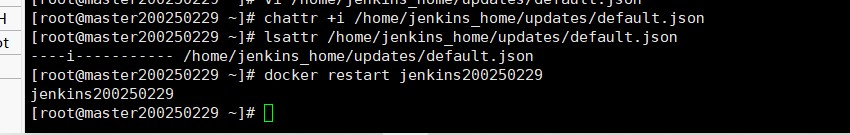 [root@master200250229 ~]# vi /home/jenkins_home/updates/default.json
H
[root@master200250229 ~]# chattr +i /home/jenkins_home/updates/default.json
[root@master200250229 ~]# lsattr /home/jenkins_home/updates/default.json
ot
----i----------- /home/jenkins_home/updates/default.json
[root@master200250229 ~]# docker restart jenkins200250229
jenkins200250229
[root@master200250229 ~]#